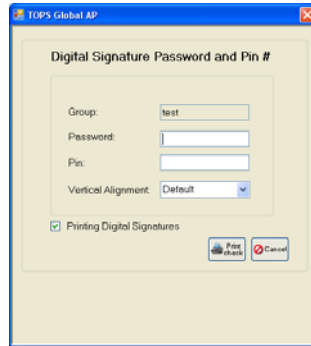 TOPS Global AP
Digital Signature Password and Pin #
Group: test
Password:
Pin:
Vertical Alignment: Default
Printing Digital Signatures
Print check Cancel